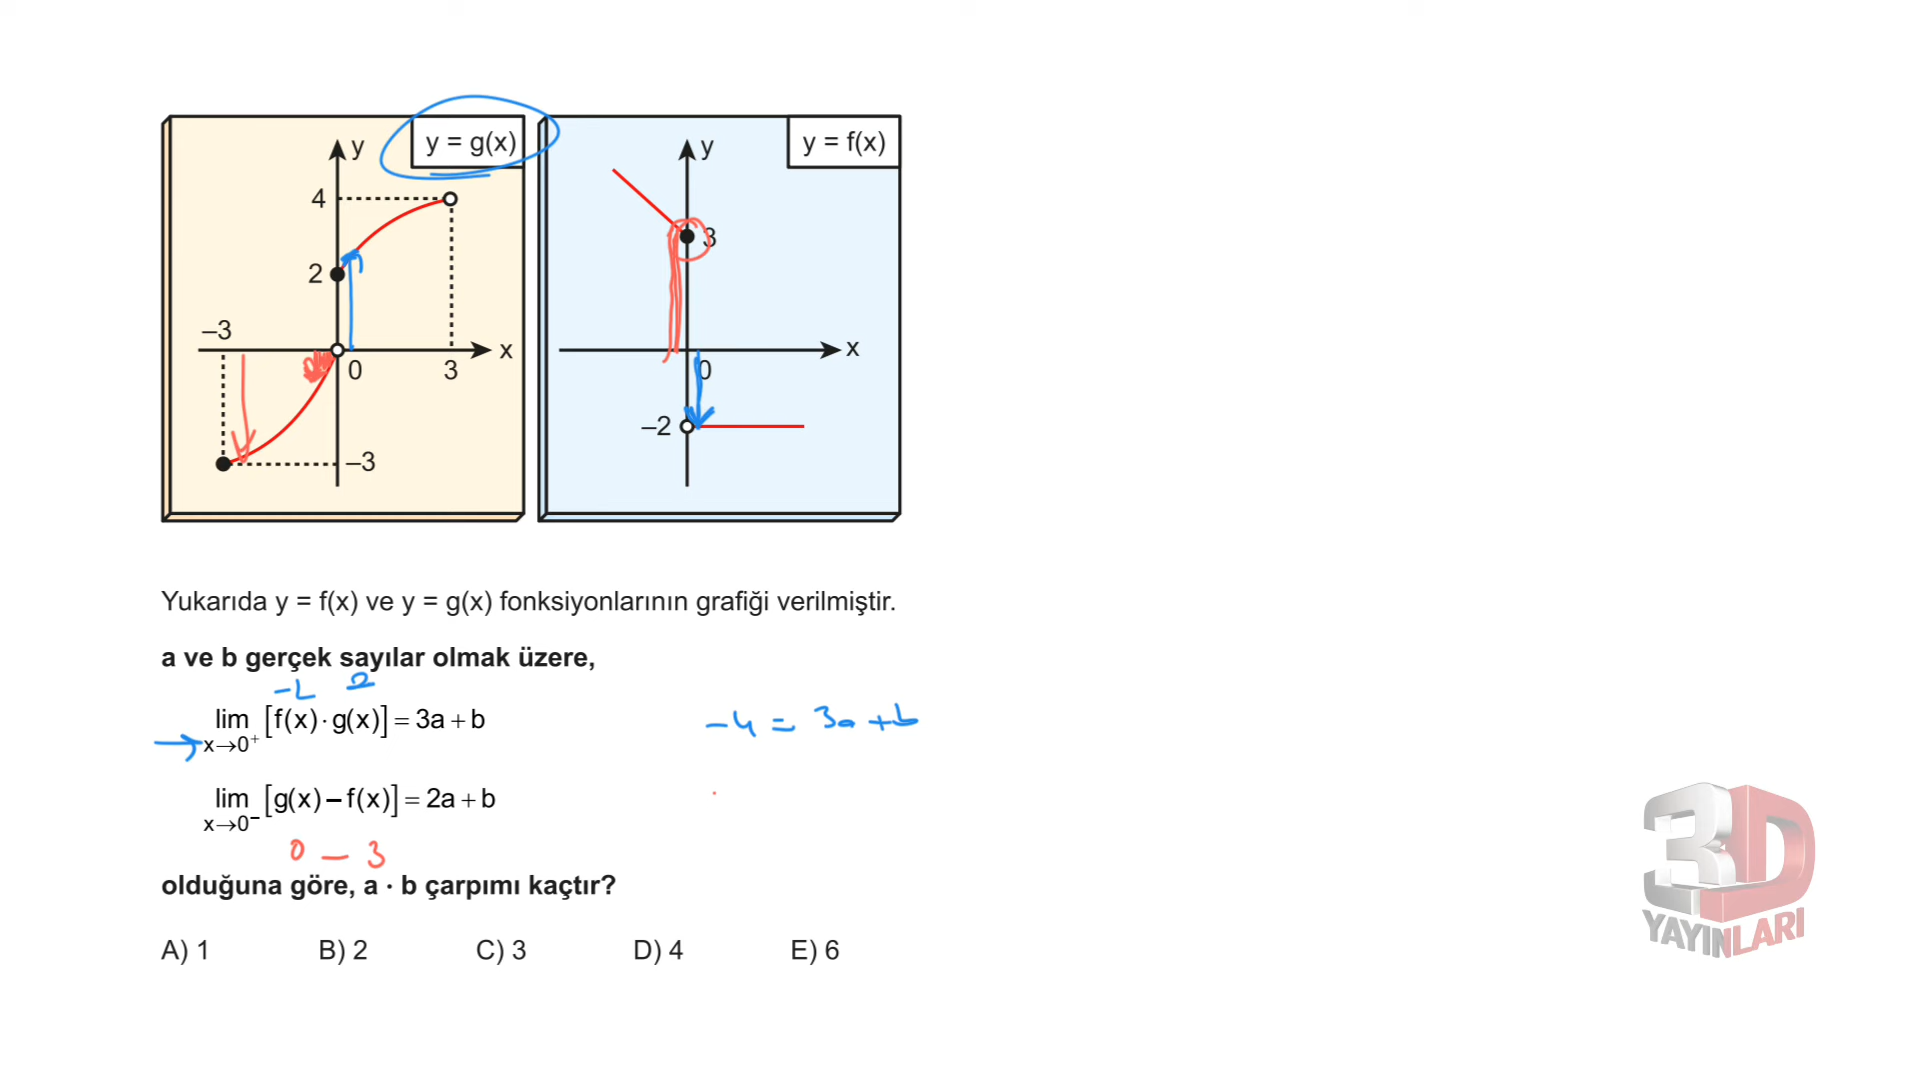 y = g(x)
y
4
2
–3
x
0
3
–3
y = f(x)
y
3
x
0
–2
Yukarıda y = f(x) ve y = g(x) fonksiyonlarının grafiği verilmiştir.
a ve b gerçek sayılar olmak üzere,
-2 2
lim [f(x) · g(x)] = 3a + b
x→0⁺
-4 = 3a + b
lim [g(x) – f(x)] = 2a + b
x→0⁻
0 – 3
olduğuna göre, a · b çarpımı kaçtır?
A) 1 B) 2 C) 3 D) 4 E) 6
3D
YAYINLARI